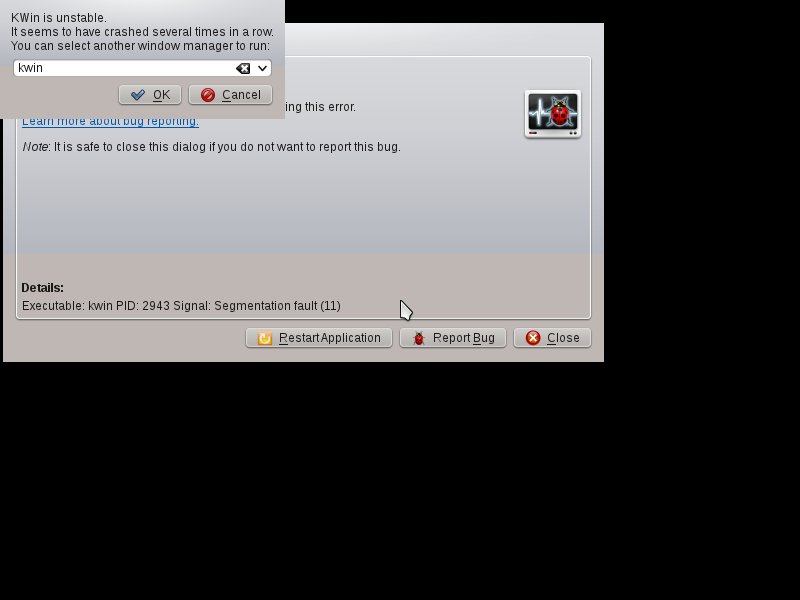 KWin is unstable.
It seems to have crashed several times in a row.
You can select another window manager to run:
kwin
OK
Cancel
ing this error.
Learn more about bug reporting.
Note: It is safe to close this dialog if you do not want to report this bug.
Details:
Executable: kwin PID: 2943 Signal: Segmentation fault (11)
Restart Application
Report Bug
Close